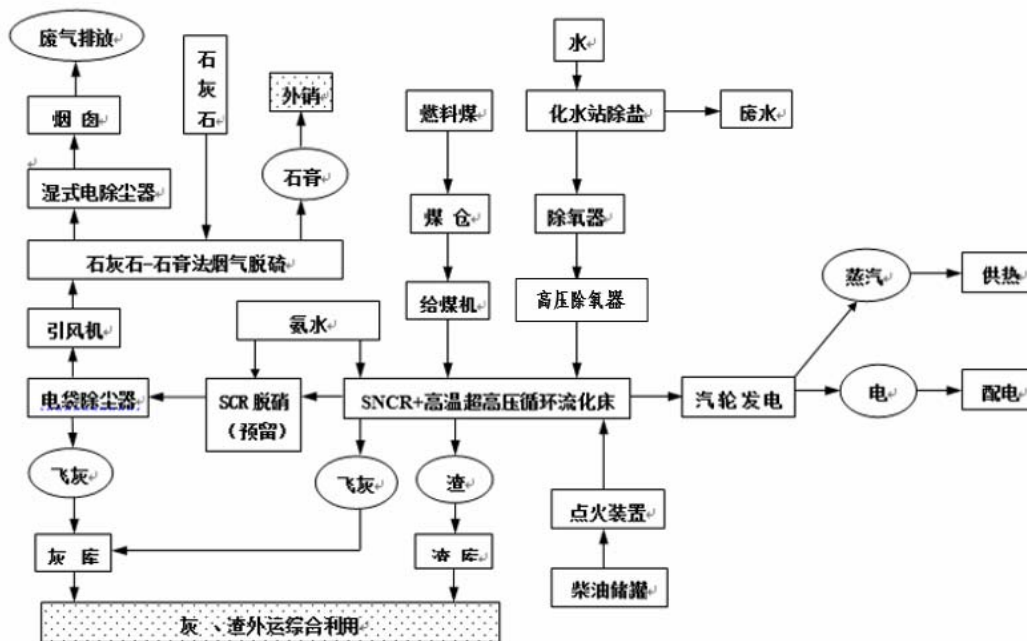 废气排放
石灰石
水
外销
烟 囱
燃料煤
化水站除盐
废水
石膏
湿式电除尘器
煤 仓
除氧器
石灰石-石膏法烟气脱硫
蒸汽
供热
给煤机
高压除氧器
引风机
氨水
电袋除尘器
SCR 脱硝
（预留）
SNCR+高温超高压循环流化床
汽轮发电
电
配电
飞灰
飞灰
渣
点火装置
灰 库
渣 库
柴油储罐
灰 、渣外运综合利用